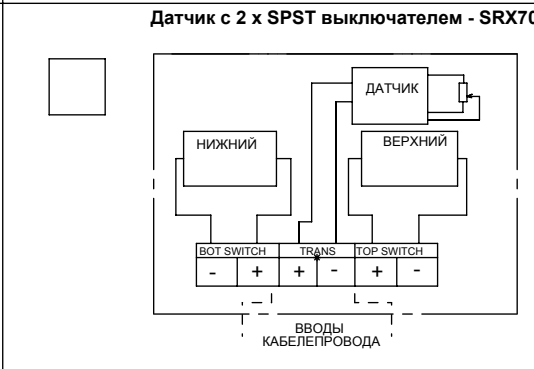 Датчик с 2 x SPST выключателем - SRX70
ДАТЧИК
НИЖНИЙ
ВЕРХНИЙ
BOT SWITCH TRANS TOP SWITCH
- + + - + -
ВВОДЫ
КАБЕЛЕПРОВОДА